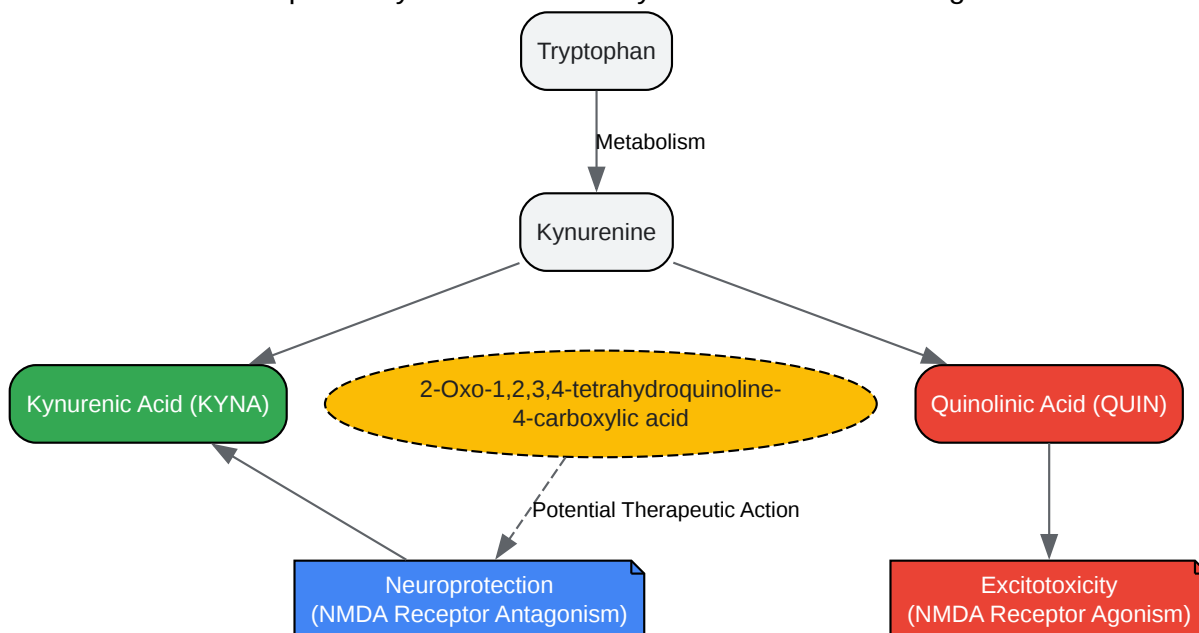 Tryptophan
Metabolism
Kynurenine
Kynurenic Acid (KYNA)
2-Oxo-1,2,3,4-tetrahydroquinoline-
4-carboxylic acid
Quinolinic Acid (QUIN)
Potential Therapeutic Action
Neuroprotection
(NMDA Receptor Antagonism)
Excitotoxicity
(NMDA Receptor Agonism)